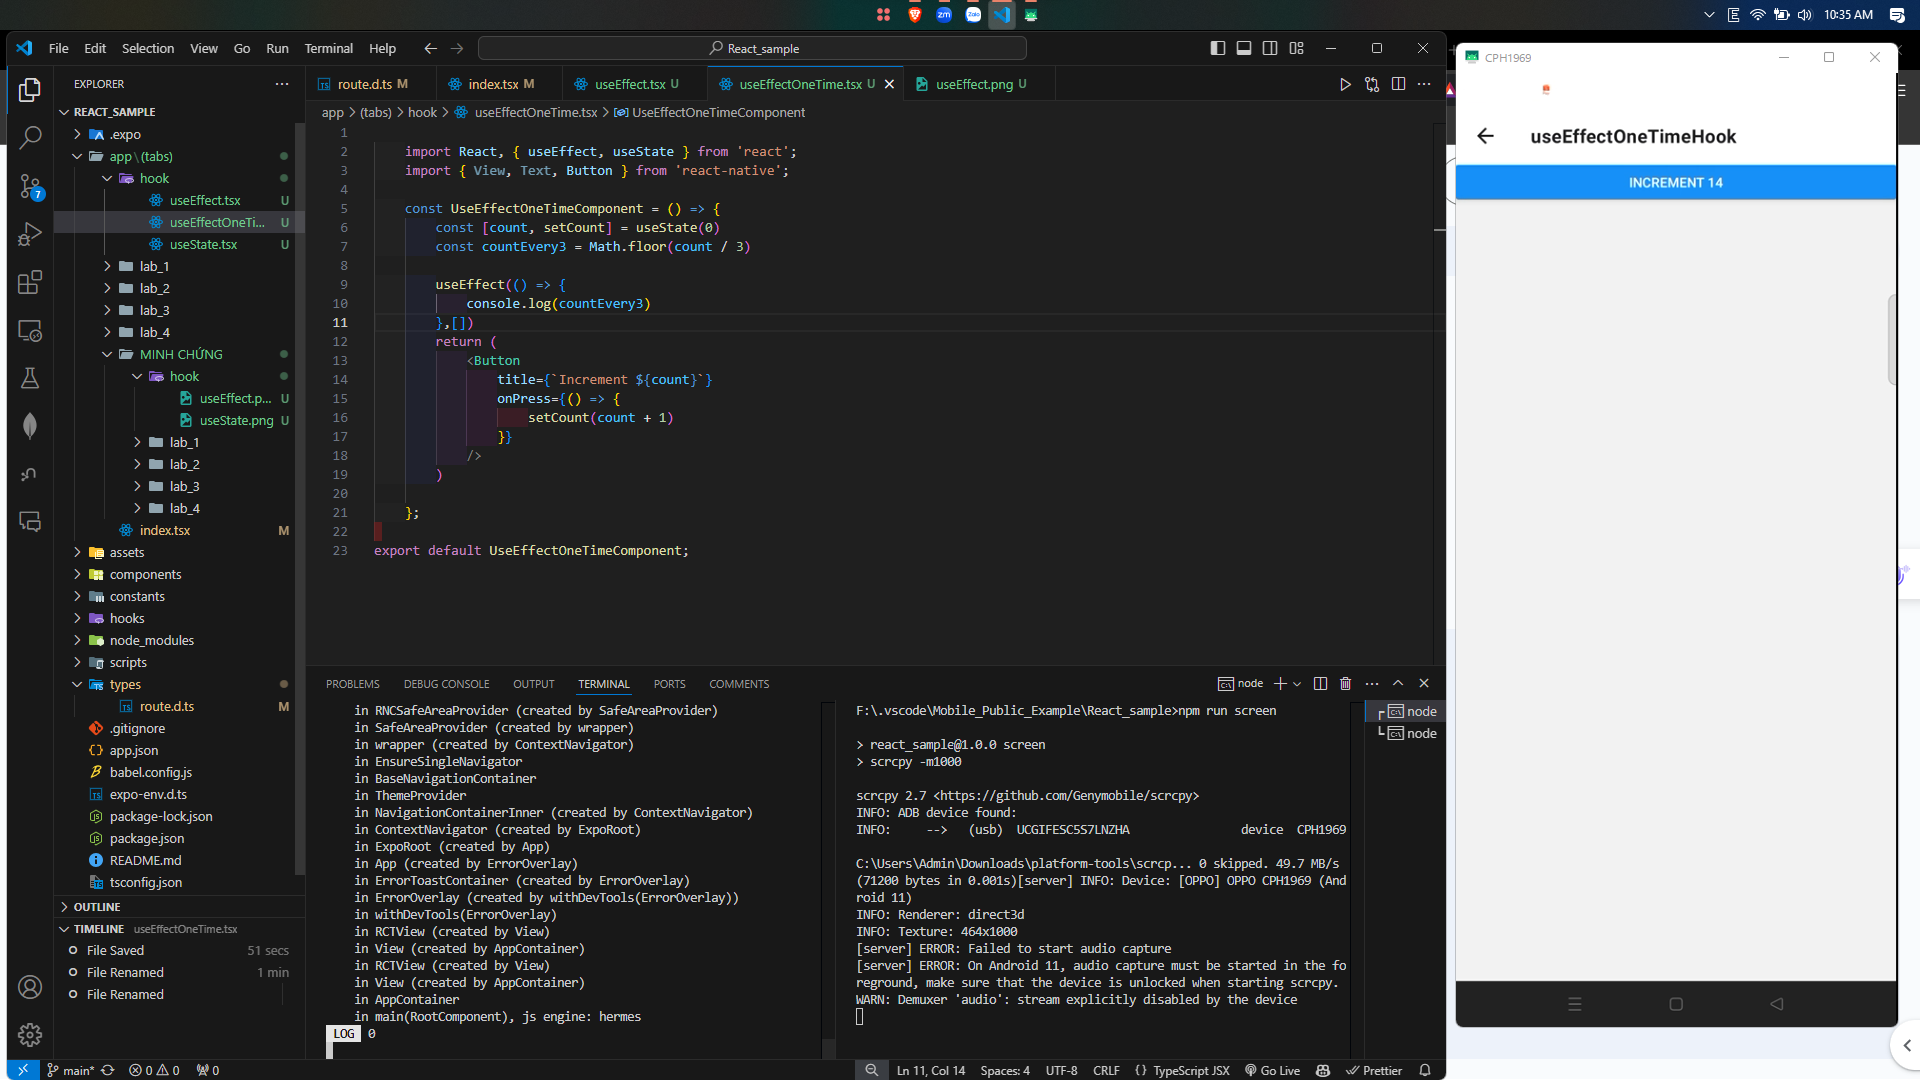 10:35 AM
File Edit Selection View Go Run Terminal Help
React_sample
EXPLORER
REACT_SAMPLE
.expo
app\(tabs)
hook
useEffect.tsx U
useEffectOneTi... U
useState.tsx U
lab_1
lab_2
lab_3
lab_4
MINH CHỨNG
hook
useEffect.p... U
useState.png U
lab_1
lab_2
lab_3
lab_4
index.tsx M
assets
components
constants
hooks
node_modules
scripts
types
route.d.ts M
.gitignore
app.json
babel.config.js
expo-env.d.ts
package-lock.json
package.json
README.md
tsconfig.json
OUTLINE
TIMELINE useEffectOneTime.tsx
File Saved 51 secs
File Renamed 1 min
File Renamed
route.d.ts M index.tsx M useEffect.tsx U useEffectOneTime.tsx U useEffect.png U
app > (tabs) > hook > useEffectOneTime.tsx > UseEffectOneTimeComponent
1
2 import React, { useEffect, useState } from 'react';
3 import { View, Text, Button } from 'react-native';
4
5 const UseEffectOneTimeComponent = () => {
6 const [count, setCount] = useState(0)
7 const countEvery3 = Math.floor(count / 3)
8
9 useEffect(() => {
10 console.log(countEvery3)
11 },[])
12 return (
13 <Button
14 title={`Increment ${count}`}
15 onPress={() => {
16 setCount(count + 1)
17 }}
18 />
19 )
20
21 };
22
23 export default UseEffectOneTimeComponent;
PROBLEMS DEBUG CONSOLE OUTPUT TERMINAL PORTS COMMENTS
node
in RNCSafeAreaProvider (created by SafeAreaProvider)
in SafeAreaProvider (created by wrapper)
in wrapper (created by ContextNavigator)
in EnsureSingleNavigator
in BaseNavigationContainer
in ThemeProvider
in NavigationContainerInner (created by ContextNavigator)
in ContextNavigator (created by ExpoRoot)
in ExpoRoot (created by App)
in App (created by ErrorOverlay)
in ErrorToastContainer (created by ErrorOverlay)
in ErrorOverlay (created by withDevTools(ErrorOverlay))
in withDevTools(ErrorOverlay)
in RCTView (created by View)
in View (created by AppContainer)
in RCTView (created by View)
in View (created by AppContainer)
in AppContainer
in main(RootComponent), js engine: hermes
LOG 0
F:\.vscode\Mobile_Public_Example\React_sample>npm run screen
> react_sample@1.0.0 screen
> scrcpy -m1000
scrcpy 2.7 <https://github.com/Genymobile/scrcpy>
INFO: ADB device found:
INFO: --> (usb) UCGIFESC5S7LNZHA device CPH1969
C:\Users\Admin\Downloads\platform-tools\scrcp... 0 skipped. 49.7 MB/s
(71200 bytes in 0.001s)[server] INFO: Device: [OPPO] OPPO CPH1969 (And
roid 11)
INFO: Renderer: direct3d
INFO: Texture: 464x1000
[server] ERROR: Failed to start audio capture
[server] ERROR: On Android 11, audio capture must be started in the fo
reground, make sure that the device is unlocked when starting scrcpy.
WARN: Demuxer 'audio': stream explicitly disabled by the device
node
node
main* 0 0 0
Ln 11, Col 14 Spaces: 4 UTF-8 CRLF {} TypeScript JSX Go Live Prettier
7
CPH1969
useEffectOneTimeHook
INCREMENT 14